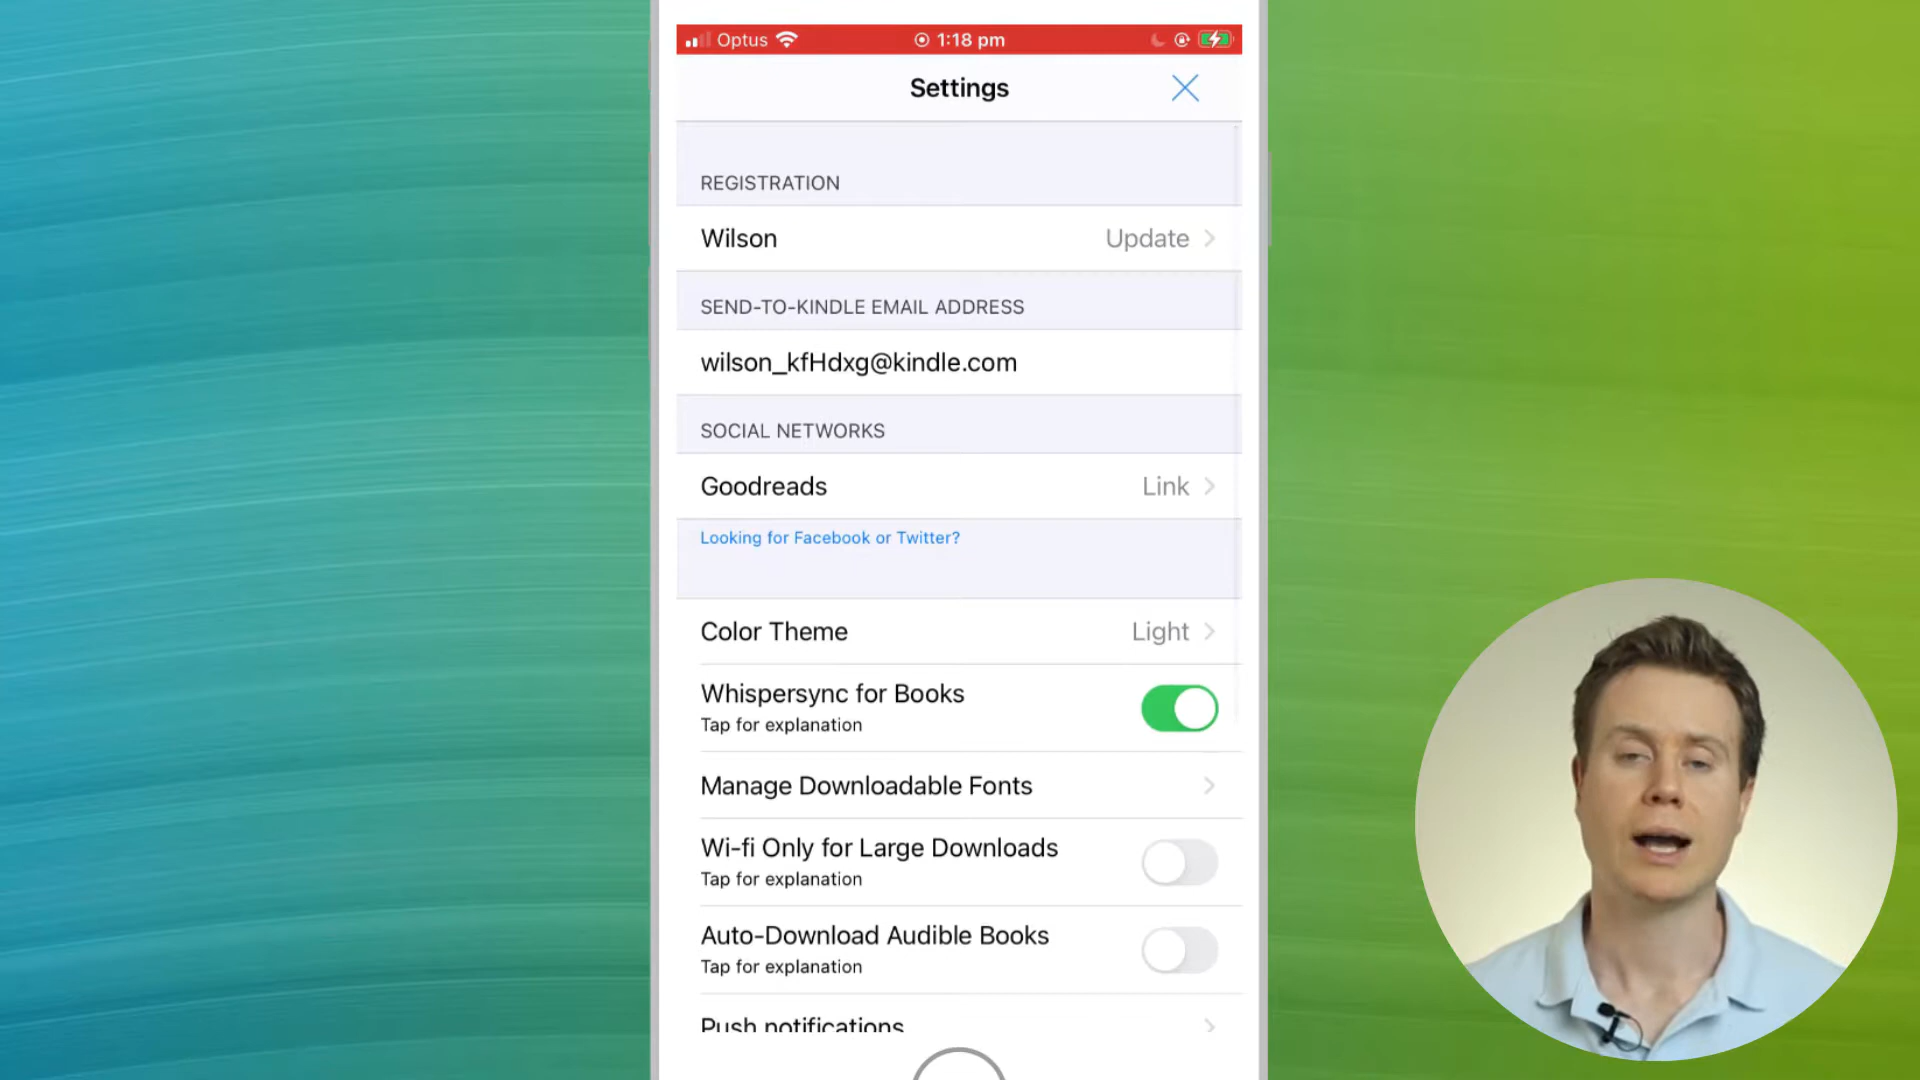 Optus 1:18 pm
Settings
REGISTRATION
Wilson Update
SEND-TO-KINDLE EMAIL ADDRESS
wilson_kfHdxg@kindle.com
SOCIAL NETWORKS
Goodreads Link
Looking for Facebook or Twitter?
Color Theme Light
Whispersync for Books
Tap for explanation
Manage Downloadable Fonts
Wi-fi Only for Large Downloads
Tap for explanation
Auto-Download Audible Books
Tap for explanation
Push notifications